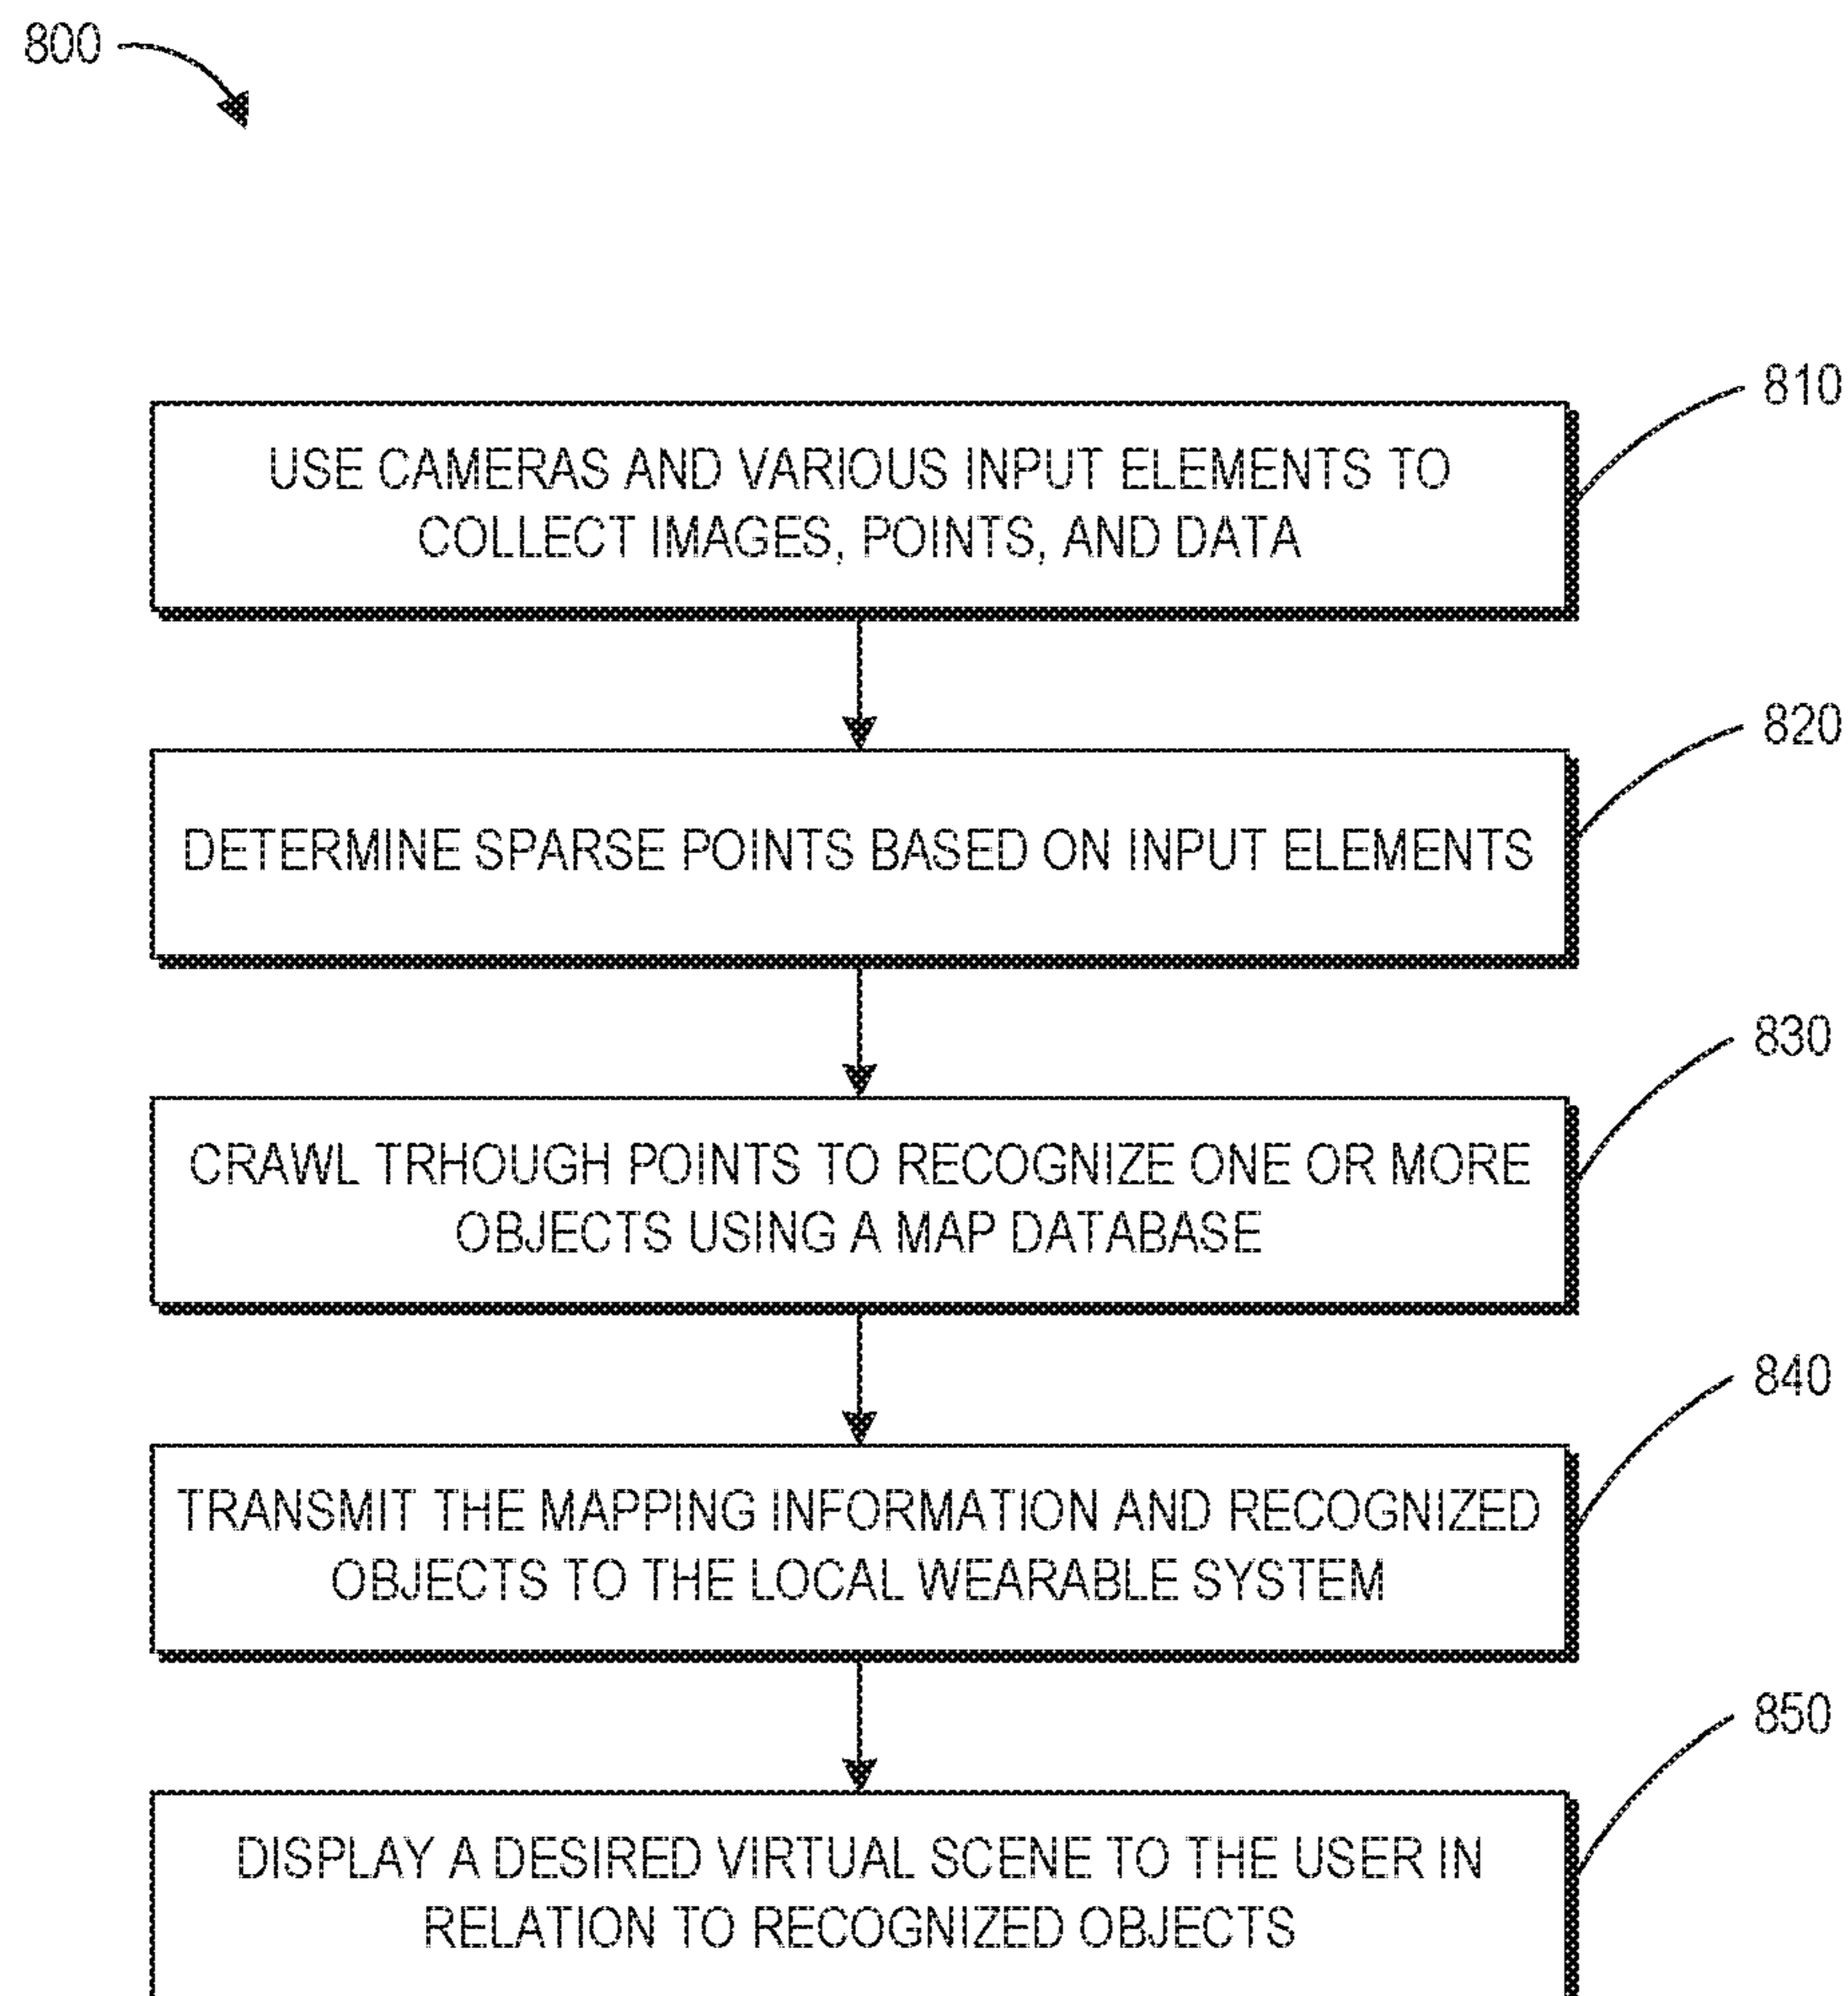 800
810
USE CAMERAS AND VARIOUS INPUT ELEMENTS TO
COLLECT IMAGES, POINTS, AND DATA
820
DETERMINE SPARSE POINTS BASED ON INPUT ELEMENTS
830
CRAWL TRHOUGH POINTS TO RECOGNIZE ONE OR MORE
OBJECTS USING A MAP DATABASE
840
TRANSMIT THE MAPPING INFORMATION AND RECOGNIZED
OBJECTS TO THE LOCAL WEARABLE SYSTEM
850
DISPLAY A DESIRED VIRTUAL SCENE TO THE USER IN
RELATION TO RECOGNIZED OBJECTS